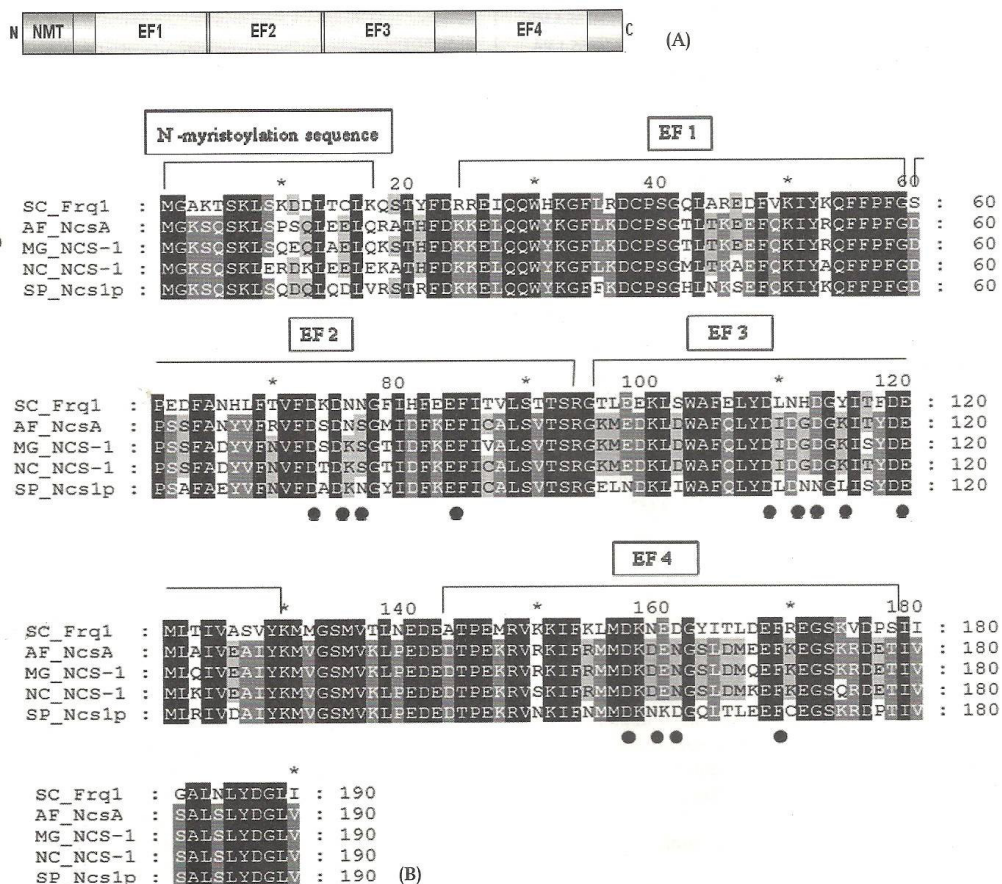 N NMT EF1 EF2 EF3 EF4 C (A)
N-myristoylation sequence EF 1
* 20 * 40 * 60
SC_Frq1 : MGAKTSKLSKDDLTCLKQSTYFDRREIQQWHKGFLRDCPSGQLAREDFVKIYKQFFPFGS : 60
AF_NcsA : MGKSQSKLSPSQLEELQRATHFDKKELQQWYKGFLKDCPSGTLTKEEFQKIYRQFFPFGD : 60
MG_NCS-1 : MGKSQSKLSQEQLAELQKSTHFDKKELQQWYKGFLKDCPSGTLTKEEFQKIYRQFFPFGD : 60
NC_NCS-1 : MGKSQSKLERDKLEELEKATHFDKKELQQWYKGFLKDCPSGMLTKAEFQKIYAQFFPFGD : 60
SP_Ncs1p : MGKSQSKLSQDQLQDLVRSTRFDKKELQQWYKGFFKDCPSGHLNKSEFQKIYKQFFPFGD : 60
EF 2 EF 3
* 80 * 100 * 120
SC_Frq1 : PEDFANHLFTVFDKDNNGFIHFEEFITVLSTTSRGTLEEKLSWAFELYDLNHDGYITFDE : 120
AF_NcsA : PSSFANYVFRVFDSDNSGMIDFKEFICALSVTSRGKMEDKLDWAFQLYDIDGDGKITYDE : 120
MG_NCS-1 : PSSFADYVFNVFDSDKSGTIDFKEFIVALSVTSRGKMEDKLDWAFQLYDIDGDGKISYDE : 120
NC_NCS-1 : PSSFADYVFNVFDTDKSGTIDFKEFICALSVTSRGKMEDKLDWAFQLYDIDGDGKITYDE : 120
SP_Ncs1p : PSAFAEYVFNVFDADKNGYIDFKEFICALSVTSRGELNDKLIWAFQLYDLDNNGLISYDE : 120
EF 4
* 140 * 160 * 180
SC_Frq1 : MLTIVASVYKMMGSMVTLNEDEATPEMRVKKIFKLMDKNEDGYITLDEFREGSKVDPSII : 180
AF_NcsA : MLAIVEAIYKMVGSMVKLPEDEDTPEKRVRKIFRMMDKDENGSLDMEEFKEGSKRDETIV : 180
MG_NCS-1 : MLQIVEAIYKMVGSMVKLPEDEDTPEKRVRKIFRMMDKDENGSLDMEEFKEGSKRDETIV : 180
NC_NCS-1 : MLKIVEAIYKMVGSMVKLPEDEDTPEKRVSKIFRMMDKDENGSLDMKEFKEGSQRDETIV : 180
SP_Ncs1p : MLRIVDAIYKMVGSMVKLPEDEDTPEKRVNKIFNMMDKNKDGQLTLEEFCEGSKRDPTIV : 180
*
SC_Frq1 : GALNLYDGLI : 190
AF_NcsA : SALSLYDGLV : 190
MG_NCS-1 : SALSLYDGLV : 190
NC_NCS-1 : SALSLYDGLV : 190
SP_Ncs1p : SALSLYDGLV : 190 (B)